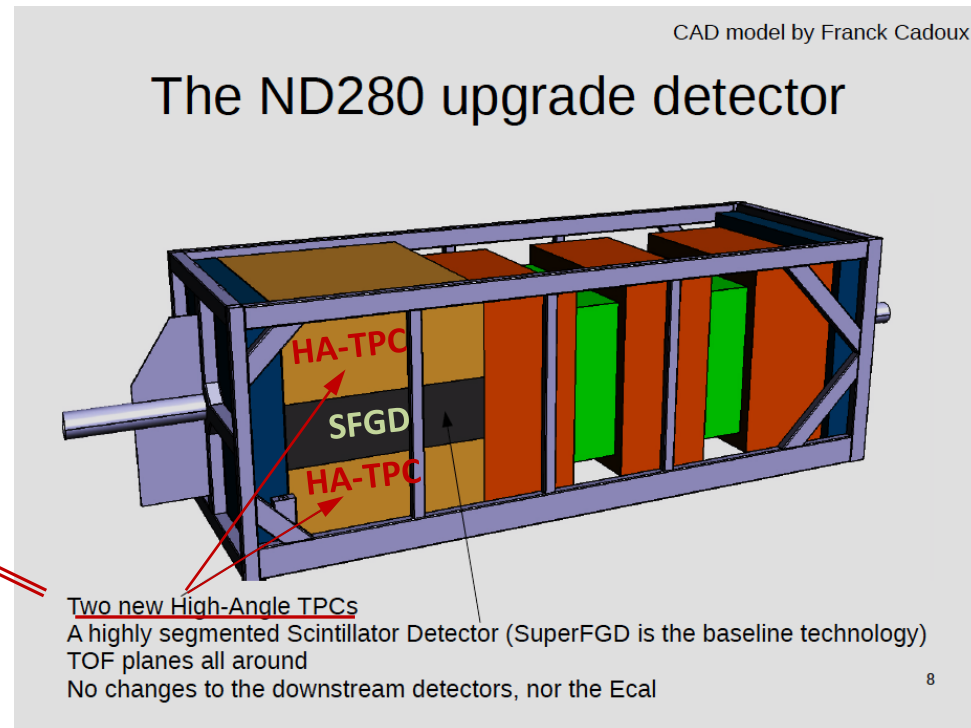 CAD model by Franck Cadoux
The ND280 upgrade detector
HA-TPC
SFGD
HA-TPC
Two new High-Angle TPCs
A highly segmented Scintillator Detector (SuperFGD is the baseline technology)
TOF planes all around
No changes to the downstream detectors, nor the Ecal
8